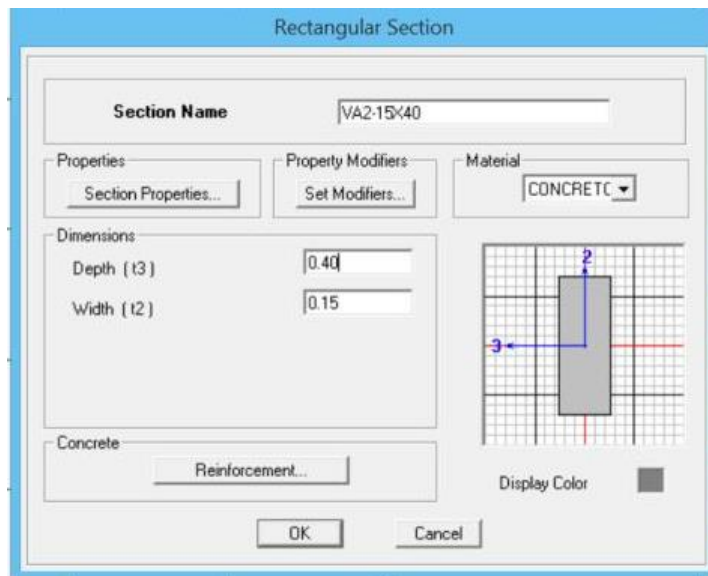 Rectangular Section
Section Name VA2-15X40
Properties
Section Properties...
Property Modifiers
Set Modifiers...
Material
CONCRETC
Dimensions
Depth ( t3 ) 0.40
Width ( t2 ) 0.15
2
3
Concrete
Reinforcement...
Display Color
OK Cancel